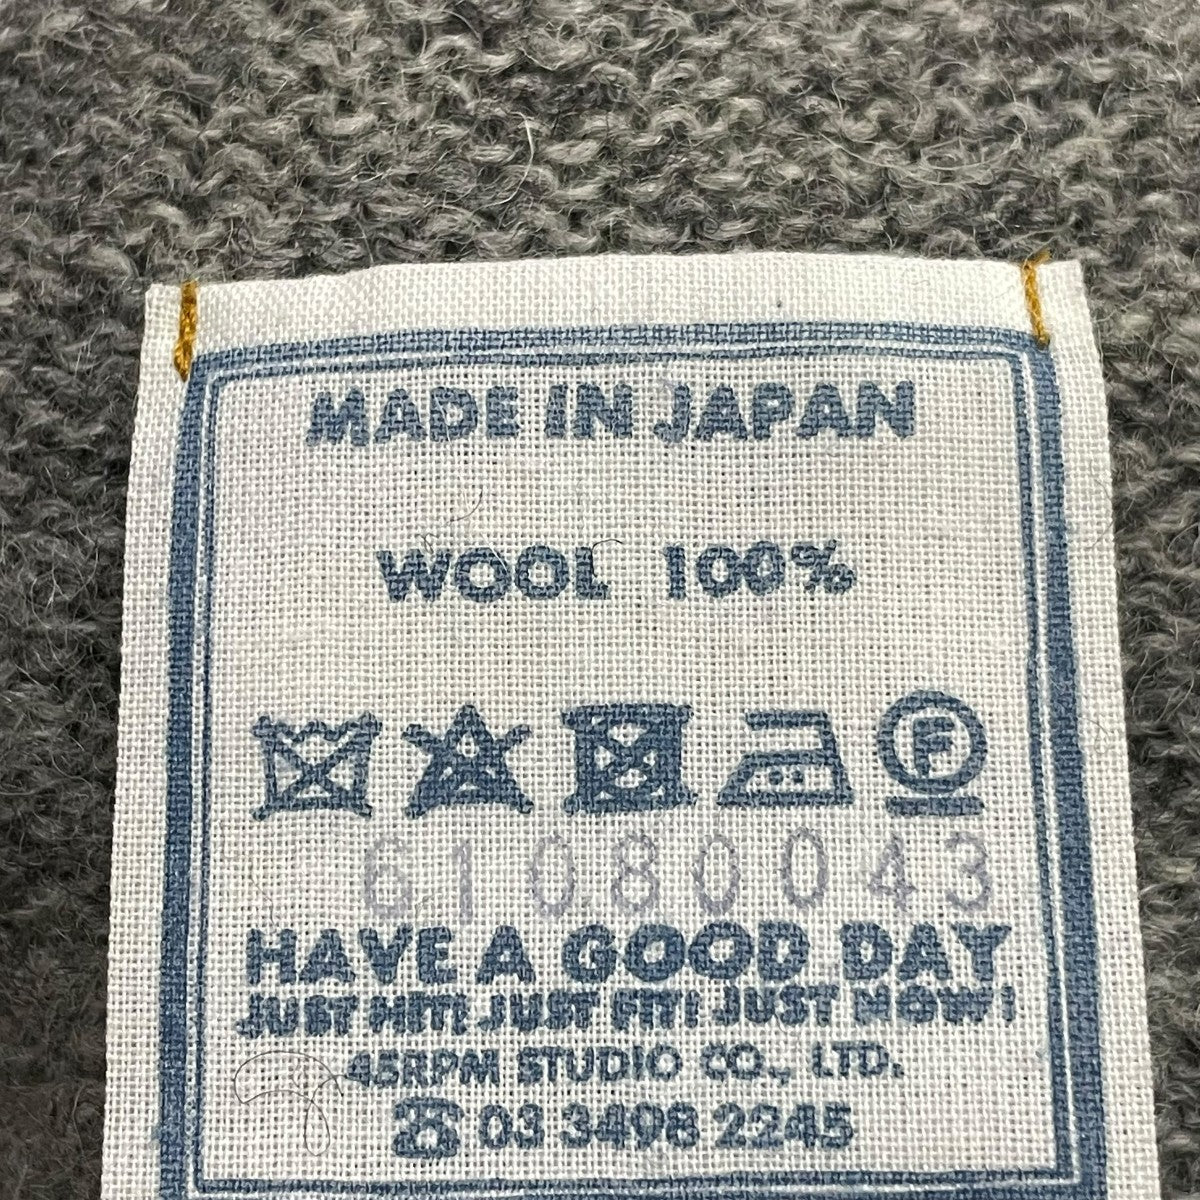 MADE IN JAPAN
WOOL 100%
F
61080043
HAVE A GOOD DAY
JUST HIT! JUST FIT! JUST NOW!
45RPM STUDIO CO., LTD.
☎ 03 3498 2245